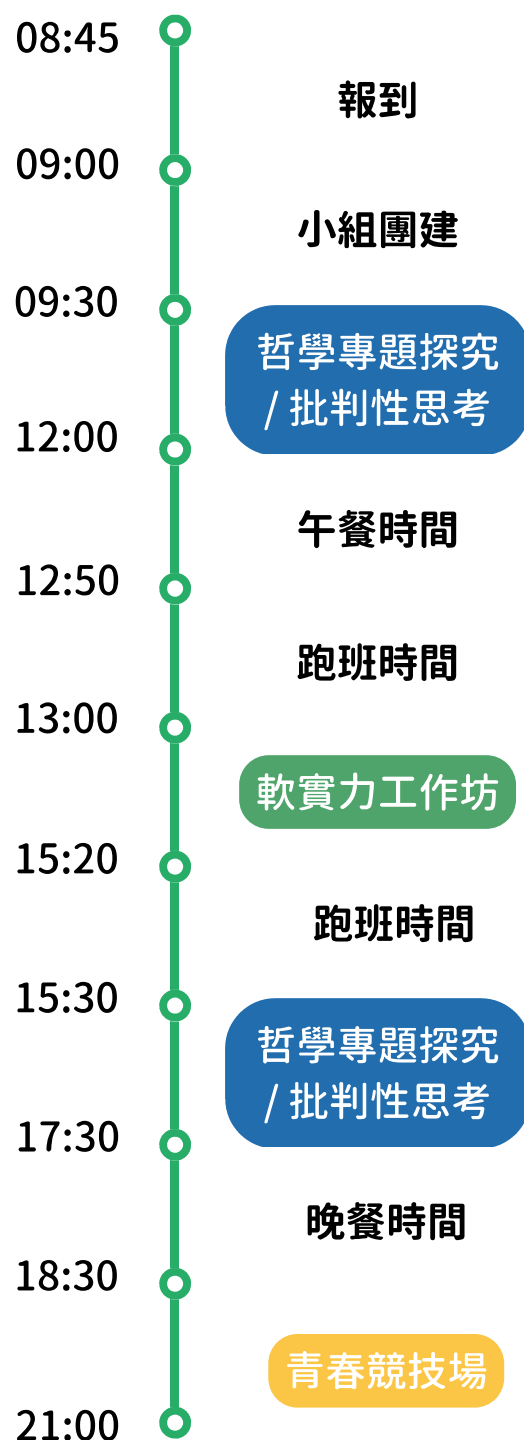 08:45
報到
09:00
小組團建
09:30
哲學專題探究
/ 批判性思考
12:00
午餐時間
12:50
跑班時間
13:00
軟實力工作坊
15:20
跑班時間
15:30
哲學專題探究
/ 批判性思考
17:30
晚餐時間
18:30
青春競技場
21:00